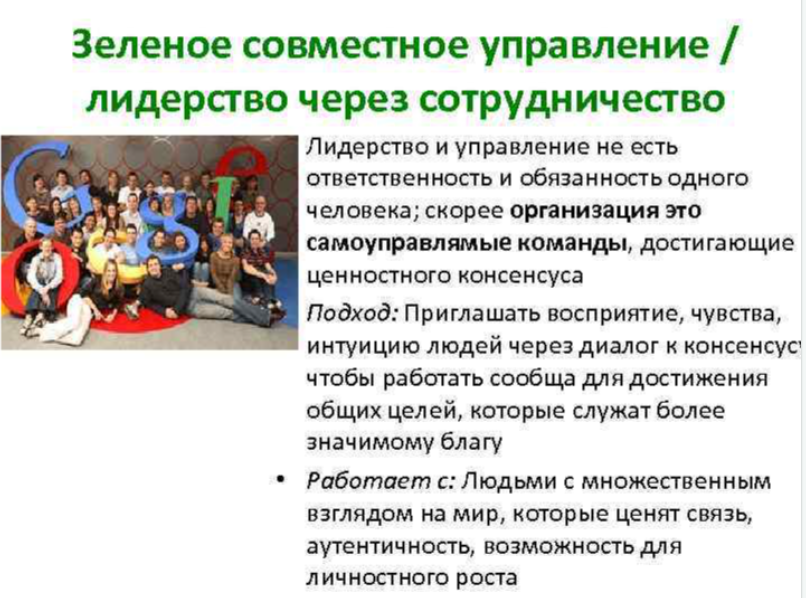 Зеленое совместное управление /
лидерство через сотрудничество
Лидерство и управление не есть
ответственность и обязанность одного
человека; скорее организация это
самоуправлямые команды, достигающие
ценностного консенсуса
Подход: Приглашать восприятие, чувства,
интуицию людей через диалог к консенсус
чтобы работать сообща для достижения
общих целей, которые служат более
значимому благу
• Работает с: Людьми с множественным
взглядом на мир, которые ценят связь,
аутентичность, возможность для
личностного роста
Google